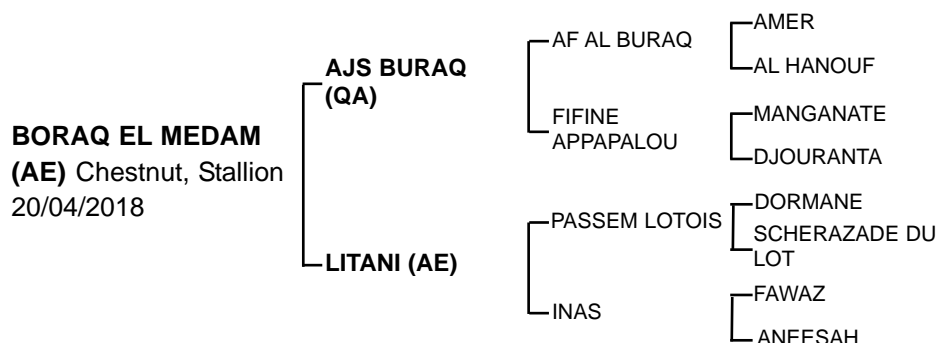 BORAQ EL MEDAM
(AE) Chestnut, Stallion
20/04/2018
AJS BURAQ
(QA)
LITANI (AE)
AF AL BURAQ
FIFINE
APPAPALOU
PASSEM LOTOIS
INAS
AMER
AL HANOUF
MANGANATE
DJOURANTA
DORMANE
SCHERAZADE DU
LOT
FAWAZ
ANEESAH